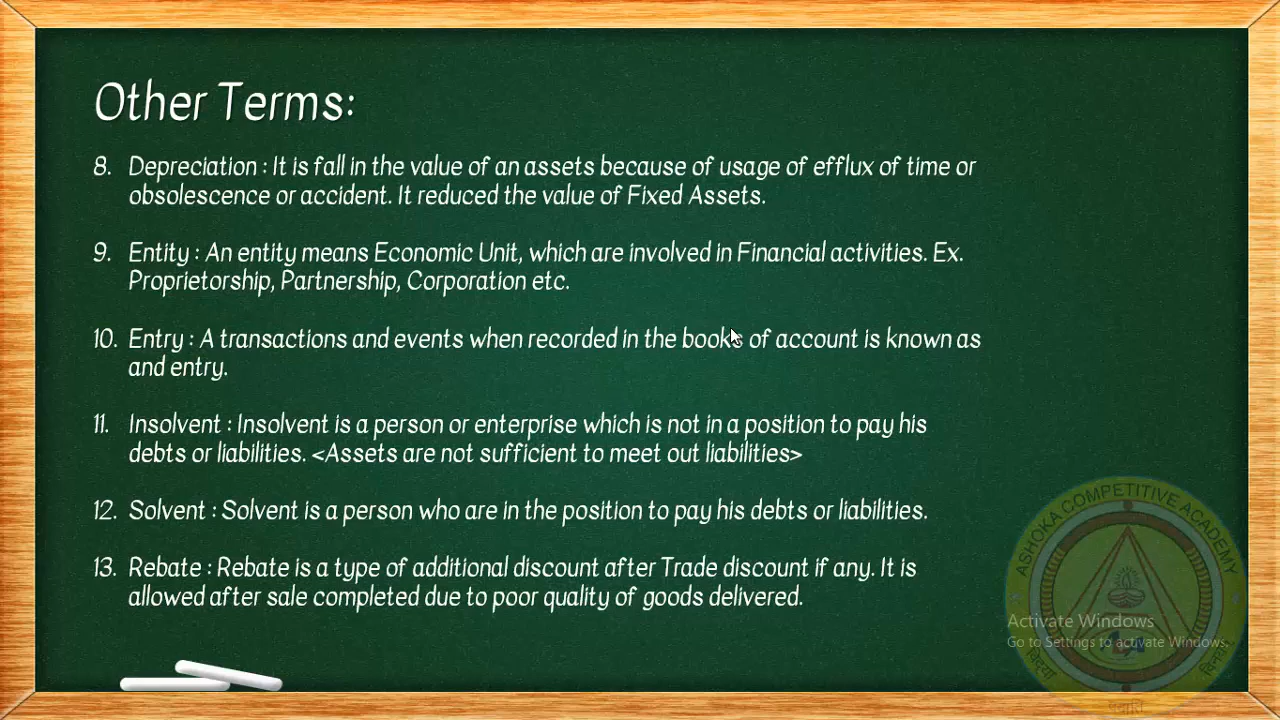 Other Terms:
8. Depreciation : It is fall in the value of an assets because of usage of efflux of time or
obsolescence or accident. It reduced the value of Fixed Assets.
9. Entity : An entity means Economic Unit, which are involved in Financial activities. Ex.
Proprietorship, Partnership, Corporation etc.
10. Entry : A transactions and events when recorded in the books of account is known as
and entry.
11. Insolvent : Insolvent is a person or enterprise which is not in a position to pay his
debts or liabilities. <Assets are not sufficient to meet out liabilities>
12. Solvent : Solvent is a person who are in the position to pay his debts or liabilities.
13. Rebate : Rebate is a type of additional discount after Trade discount if any. It is
allowed after sale completed due to poor quality of goods delivered.
ASHOKA COMPETITIVE ACADEMY
Activate Windows
Go to Settings to activate Windows.